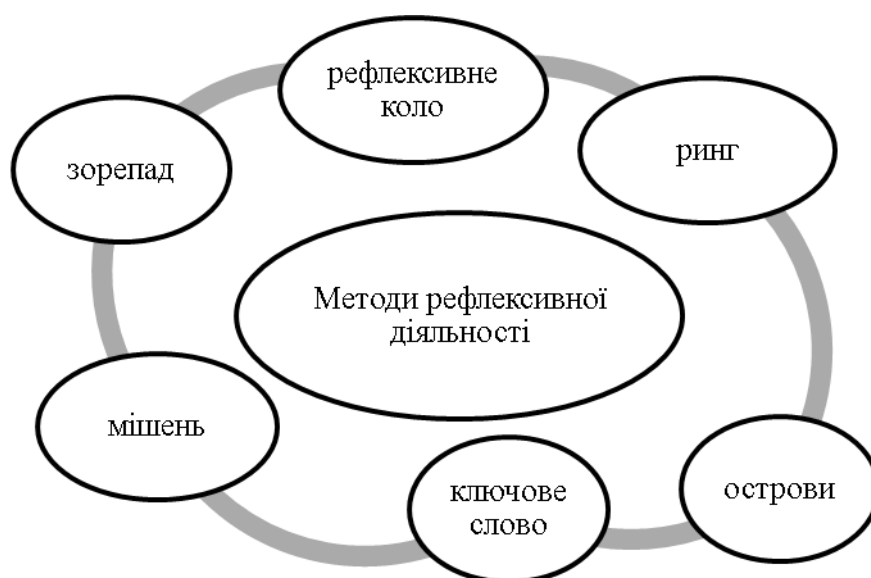 рефлексивне
коло
ринг
зорепад
Методи рефлексивної
діяльності
мішень
ключове
слово
острови